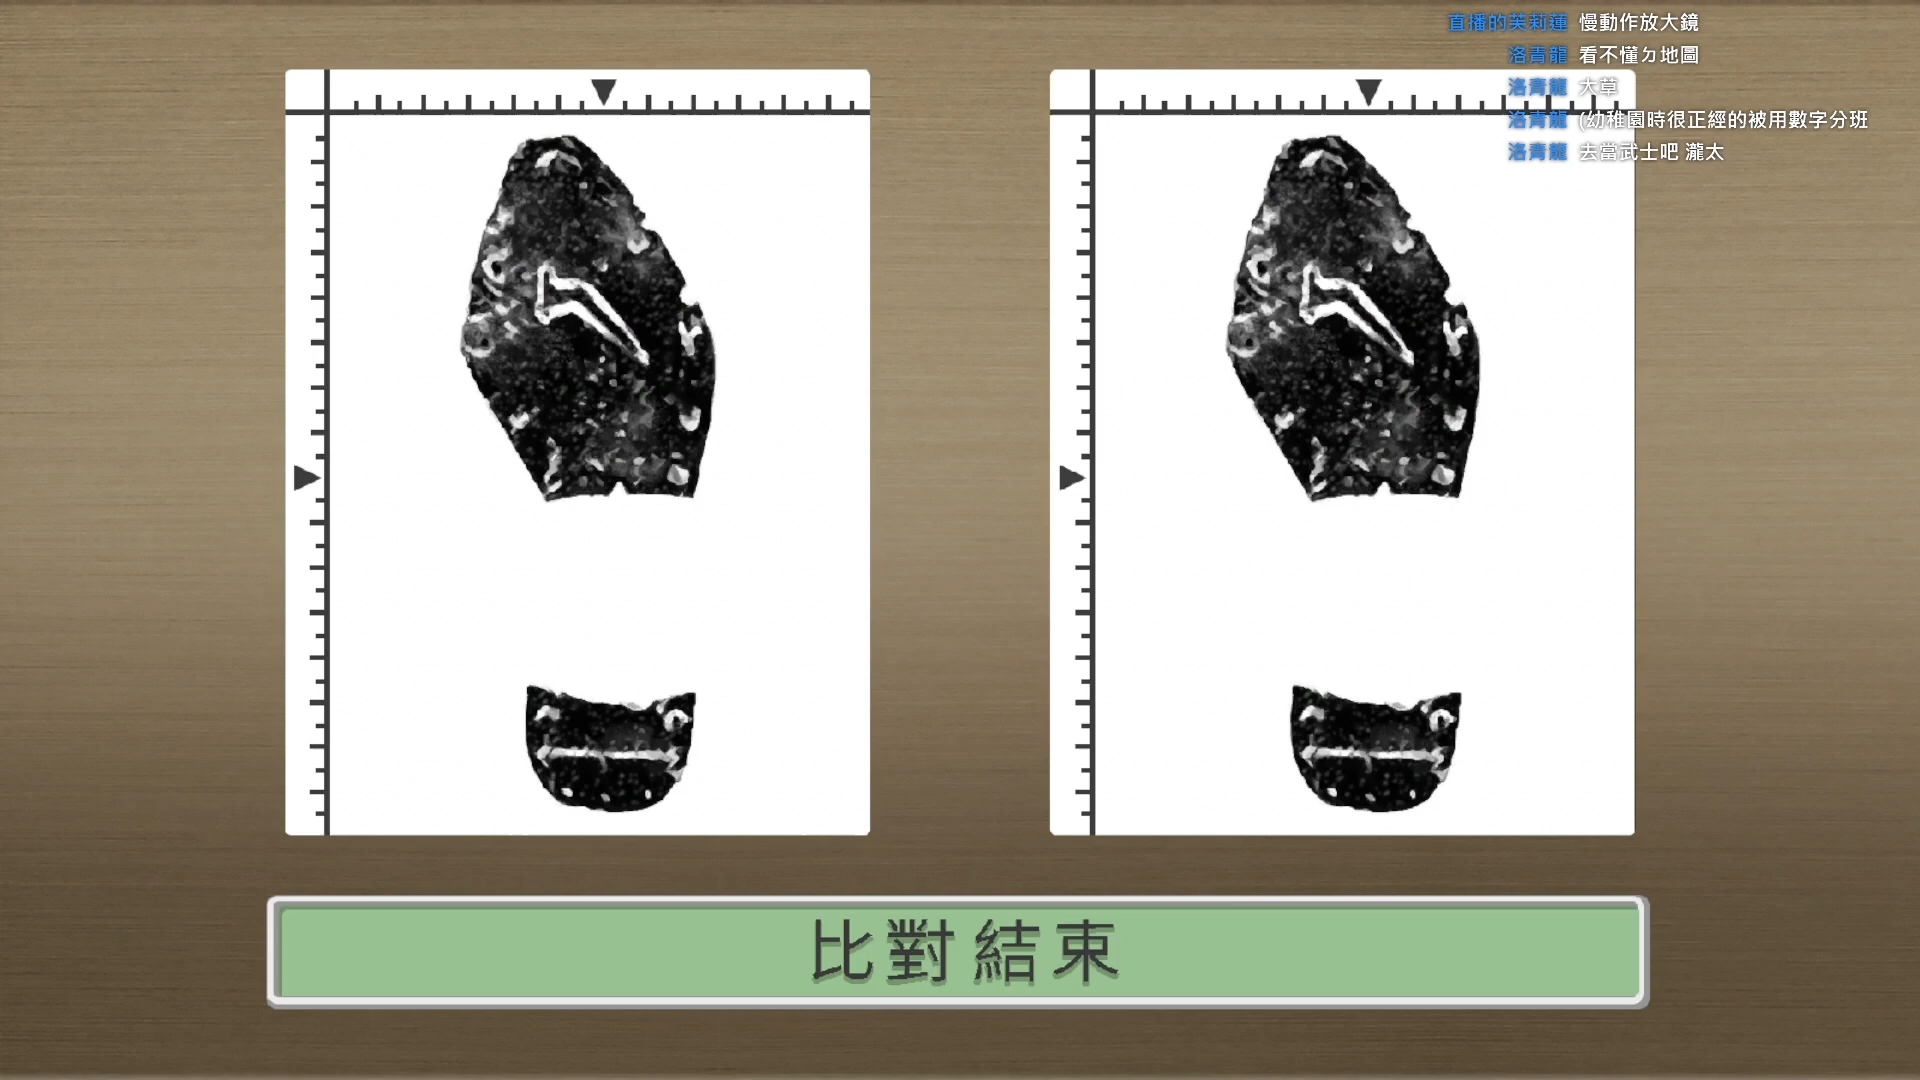 直播的芙莉蓮 慢動作放大鏡
洛青龍 看不懂ㄉ地圖
洛青龍 大草
洛青龍 (幼稚園時很正經的被用數字分班
洛青龍 去當武士吧 瀧太
比對結束